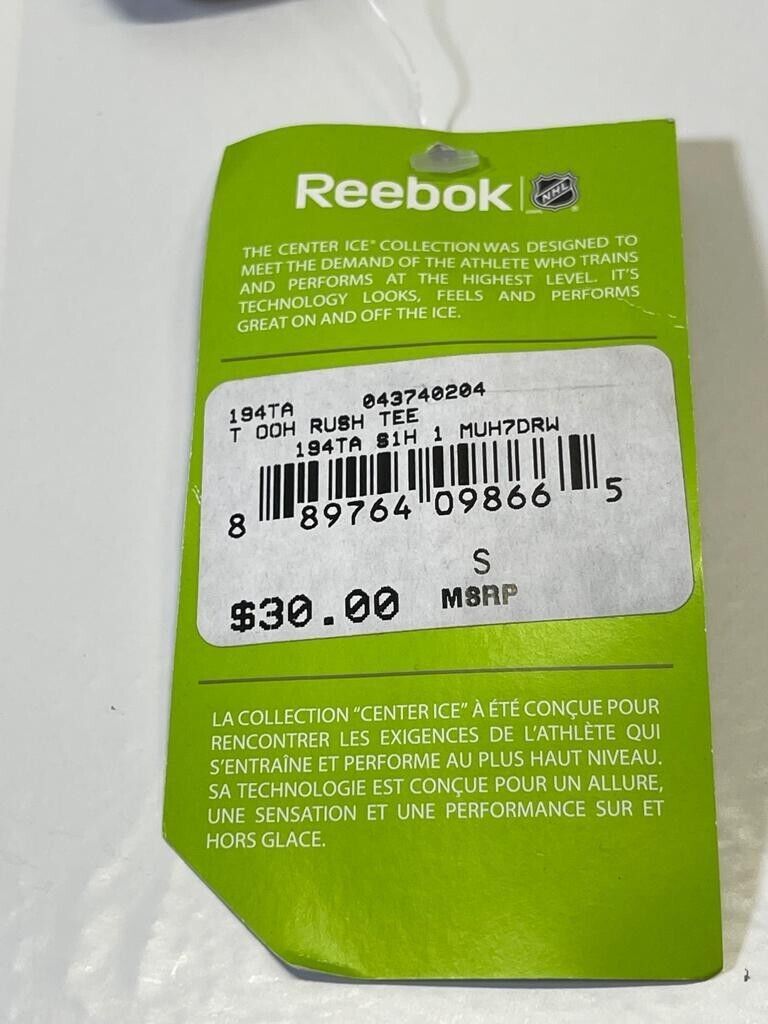 Reebok NHL
THE CENTER ICE® COLLECTION WAS DESIGNED TO
MEET THE DEMAND OF THE ATHLETE WHO TRAINS
AND PERFORMS AT THE HIGHEST LEVEL. IT'S
TECHNOLOGY LOOKS, FEELS AND PERFORMS
GREAT ON AND OFF THE ICE.
194TA 043740204
T OOH RUSH TEE
194TA S1H 1 MUH7DRW
8 89764 09866 5
S
$30.00 MSRP
LA COLLECTION "CENTER ICE" À ÉTÉ CONÇUE POUR
RENCONTRER LES EXIGENCES DE L'ATHLÈTE QUI
S'ENTRAÎNE ET PERFORME AU PLUS HAUT NIVEAU.
SA TECHNOLOGIE EST CONÇUE POUR UN ALLURE,
UNE SENSATION ET UNE PERFORMANCE SUR ET
HORS GLACE.